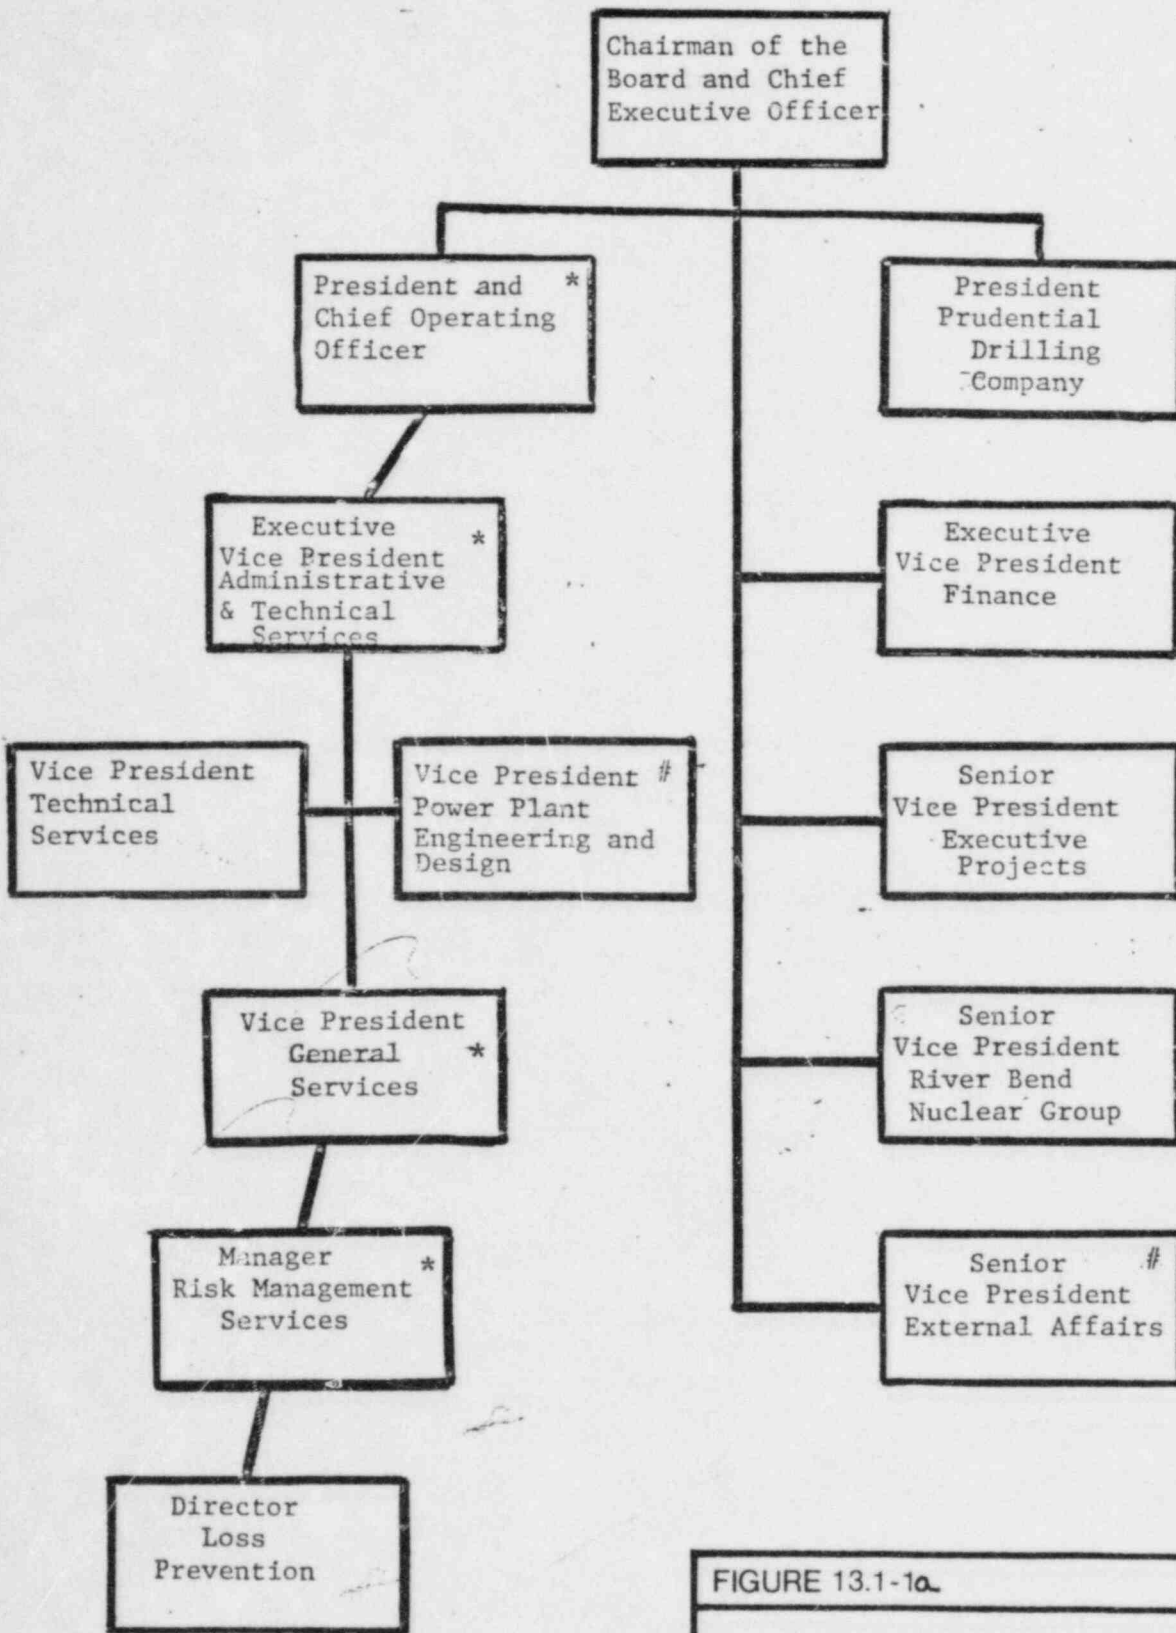 Chairman of the
Board and Chief
Executive Officer
President and *
Chief Operating
Officer
President
Prudential
Drilling
Company
Executive
Vice President *
Administrative
& Technical
Services
Executive
Vice President
Finance
Vice President
Technical
Services
Vice President #
Power Plant
Engineering and
Design
Senior
Vice President
Executive
Projects
Vice President
General *
Services
Senior
Vice President
River Bend
Nuclear Group
Manager
Risk Management *
Services
Senior #
Vice President
External Affairs
Director
Loss
Prevention
FIGURE 13.1-1a